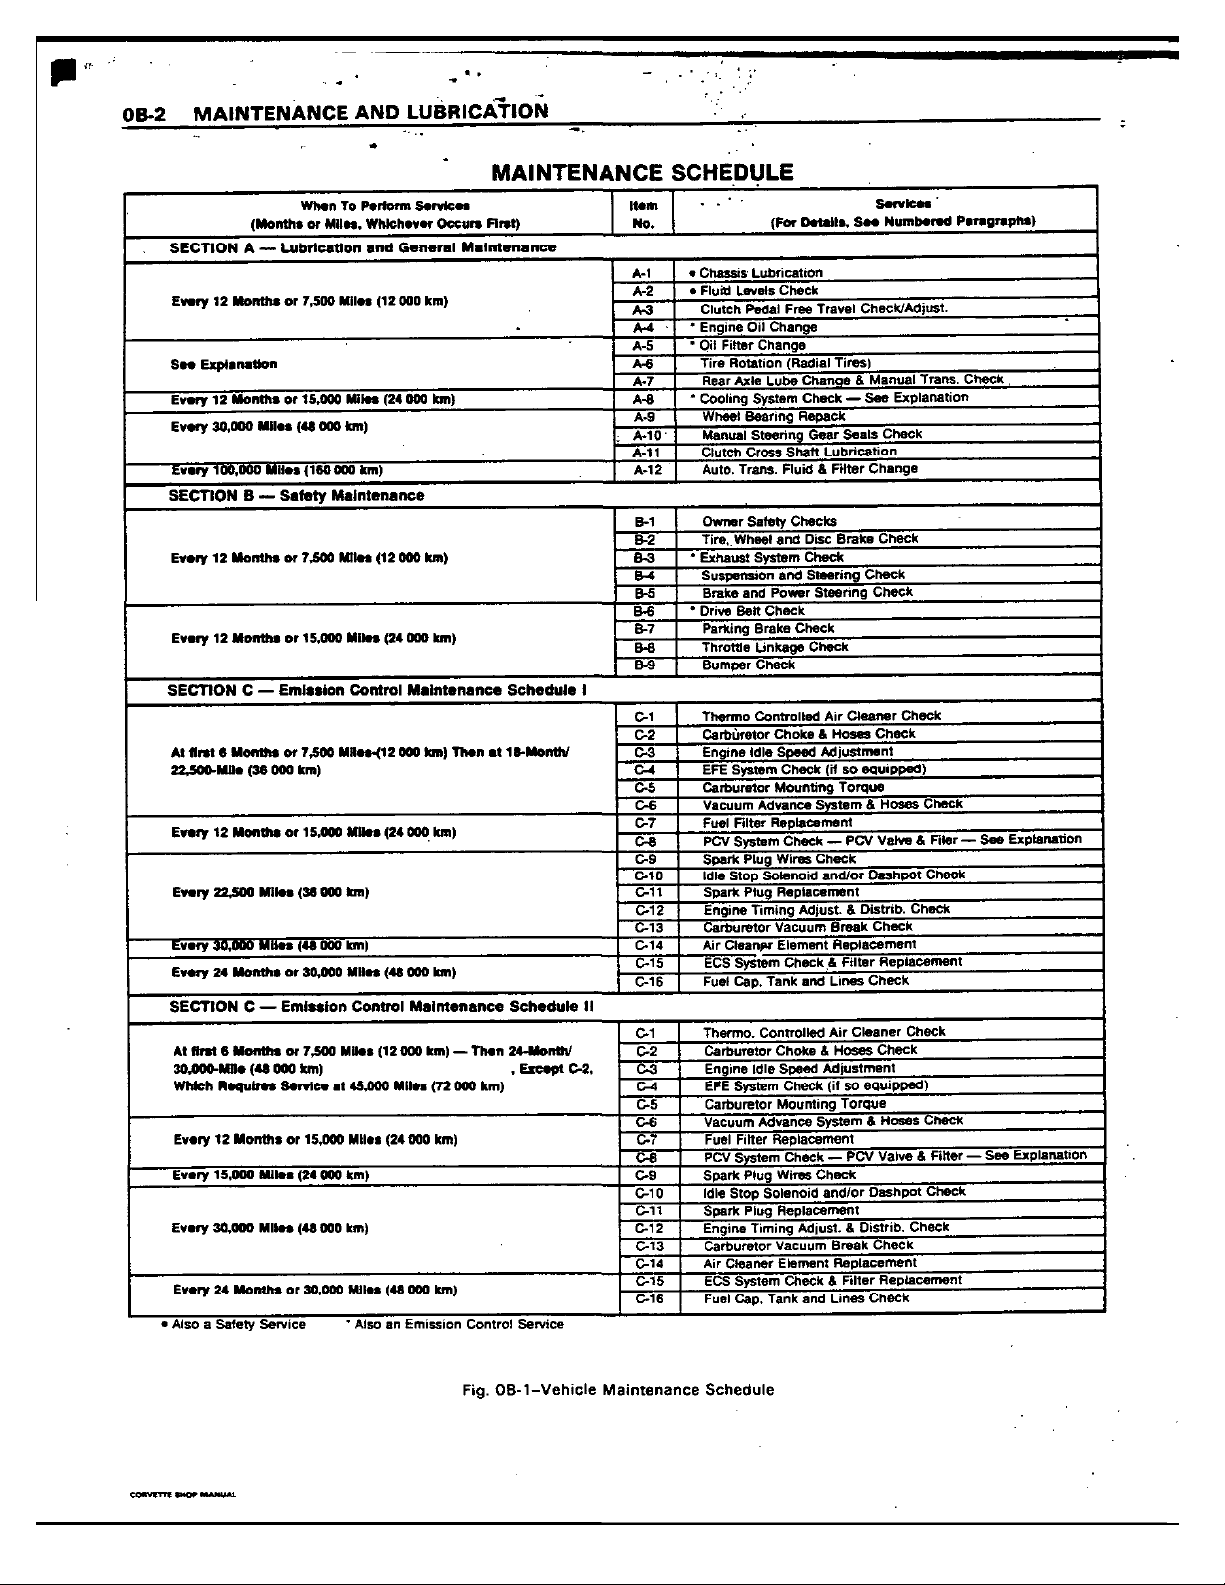 0B-2 MAINTENANCE AND LUBRICATION
MAINTENANCE SCHEDULE
When To Perform Services
(Months or Miles, Whichever Occurs First)
Item
No.
Services
(For Details, See Numbered Paragraphs)
SECTION A — Lubrication and General Maintenance
Every 12 Months or 7,500 Miles (12 000 km)
A-1 • Chassis Lubrication
A-2 • Fluid Levels Check
A-3 Clutch Pedal Free Travel Check/Adjust.
A-4 * Engine Oil Change
See Explanation
A-5 * Oil Filter Change
A-6 Tire Rotation (Radial Tires)
A-7 Rear Axle Lube Change & Manual Trans. Check
Every 12 Months or 15,000 Miles (24 000 km)
A-8 * Cooling System Check — See Explanation
Every 30,000 Miles (48 000 km)
A-9 Wheel Bearing Repack
A-10 Manual Steering Gear Seals Check
A-11 Clutch Cross Shaft Lubrication
Every 100,000 Miles (160 000 km)
A-12 Auto. Trans. Fluid & Filter Change
SECTION B — Safety Maintenance
Every 12 Months or 7,500 Miles (12 000 km)
B-1 Owner Safety Checks
B-2 Tire, Wheel and Disc Brake Check
B-3 * Exhaust System Check
B-4 Suspension and Steering Check
B-5 Brake and Power Steering Check
Every 12 Months or 15,000 Miles (24 000 km)
B-6 * Drive Belt Check
B-7 Parking Brake Check
B-8 Throttle Linkage Check
B-9 Bumper Check
SECTION C — Emission Control Maintenance Schedule I
At first 6 Months or 7,500 Miles-(12 000 km) Then at 18-Month/
22,500-Mile (36 000 km)
C-1 Thermo Controlled Air Cleaner Check
C-2 Carburetor Choke & Hoses Check
C-3 Engine Idle Speed Adjustment
C-4 EFE System Check (if so equipped)
C-5 Carburetor Mounting Torque
C-6 Vacuum Advance System & Hoses Check
Every 12 Months or 15,000 Miles (24 000 km)
C-7 Fuel Filter Replacement
C-8 PCV System Check — PCV Valve & Filer — See Explanation
Every 22,500 Miles (36 000 km)
C-9 Spark Plug Wires Check
C-10 Idle Stop Solenoid and/or Dashpot Check
C-11 Spark Plug Replacement
C-12 Engine Timing Adjust. & Distrib. Check
C-13 Carburetor Vacuum Break Check
Every 30,000 Miles (48 000 km)
C-14 Air Cleaner Element Replacement
Every 24 Months or 30,000 Miles (48 000 km)
C-15 ECS System Check & Filter Replacement
C-16 Fuel Cap, Tank and Lines Check
SECTION C — Emission Control Maintenance Schedule II
At first 6 Months or 7,500 Miles (12 000 km) — Then 24-Month/
30,000-Mile (48 000 km) , Except C-2,
Which Requires Service at 45,000 Miles (72 000 km)
C-1 Thermo. Controlled Air Cleaner Check
C-2 Carburetor Choke & Hoses Check
C-3 Engine Idle Speed Adjustment
C-4 EFE System Check (if so equipped)
C-5 Carburetor Mounting Torque
Every 12 Months or 15,000 Miles (24 000 km)
C-6 Vacuum Advance System & Hoses Check
C-7 Fuel Filter Replacement
C-8 PCV System Check — PCV Valve & Filter — See Explanation
Every 15,000 Miles (24 000 km)
C-9 Spark Plug Wires Check
Every 30,000 Miles (48 000 km)
C-10 Idle Stop Solenoid and/or Dashpot Check
C-11 Spark Plug Replacement
C-12 Engine Timing Adjust. & Distrib. Check
C-13 Carburetor Vacuum Break Check
C-14 Air Cleaner Element Replacement
Every 24 Months or 30,000 Miles (48 000 km)
C-15 ECS System Check & Filter Replacement
C-16 Fuel Cap, Tank and Lines Check
• Also a Safety Service * Also an Emission Control Service
Fig. 0B-1-Vehicle Maintenance Schedule
CORVETTE SHOP MANUAL